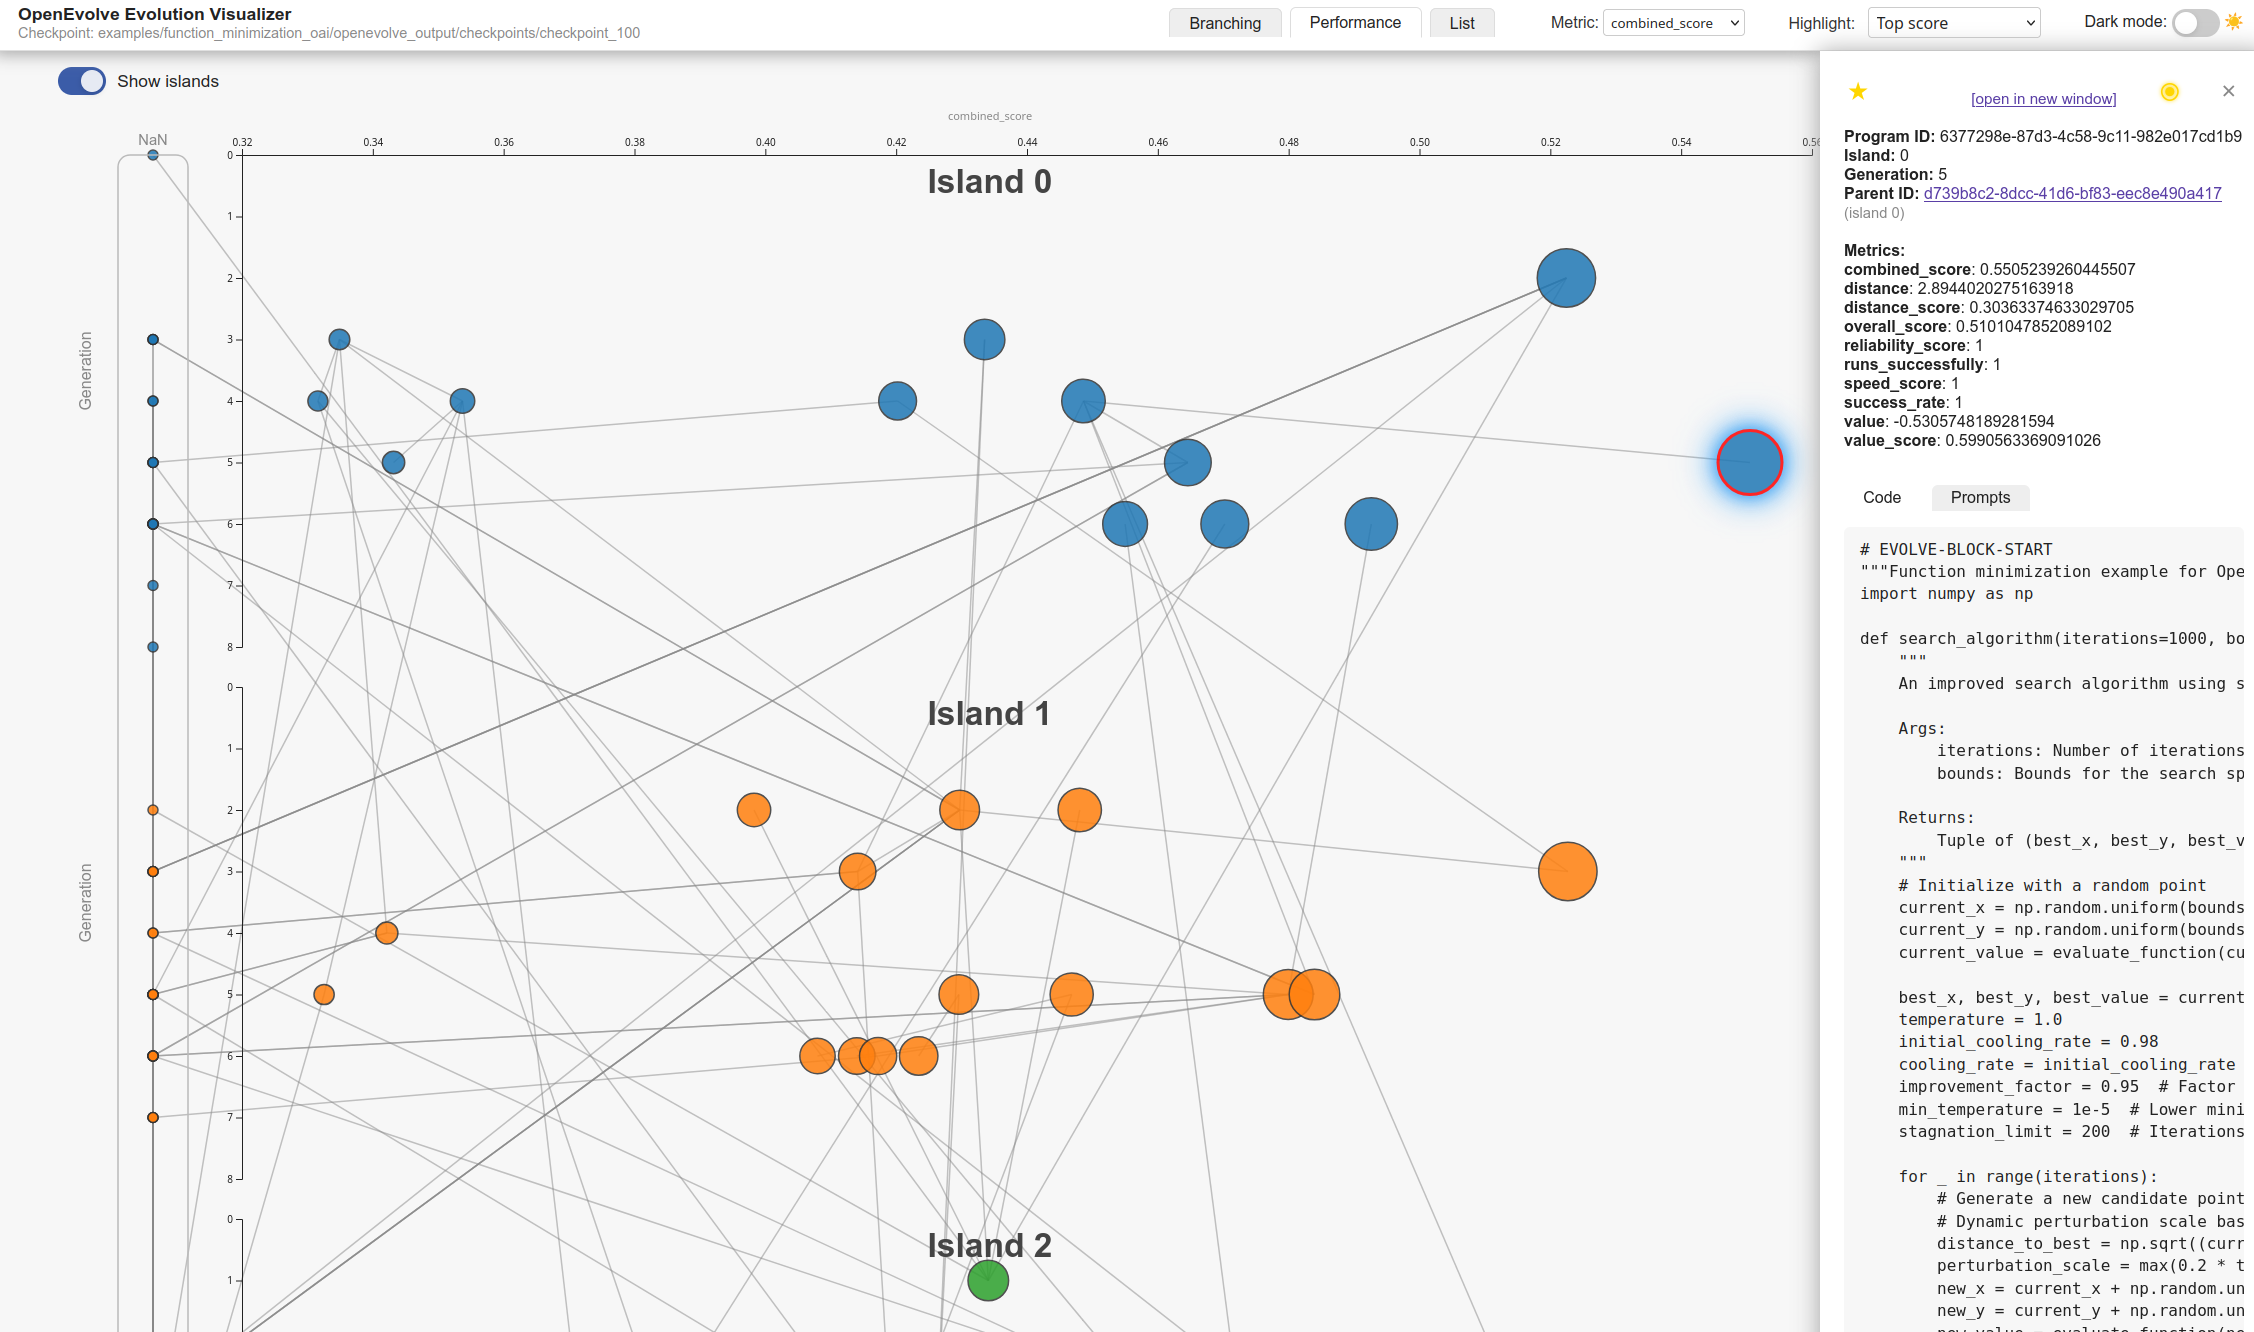 OpenEvolve Evolution Visualizer
Checkpoint: examples/function_minimization_oai/openevolve_output/checkpoints/checkpoint_100
Branching
Performance
List
Metric: combined_score
Highlight: Top score
Dark mode:
Show islands
combined_score
NaN
0.32 0.34 0.36 0.38 0.40 0.42 0.44 0.46 0.48 0.50 0.52 0.54
Island 0
Generation
0
1
2
3
4
5
6
7
8
Island 1
Generation
0
1
2
3
4
5
6
7
8
Island 2
0
1
★
[open in new window]
✕
Program ID: 6377298e-87d3-4c58-9c11-982e017cd1b9
Island: 0
Generation: 5
Parent ID: d739b8c2-8dcc-41d6-bf83-eec8e490a417
(island 0)
Metrics:
combined_score: 0.5505239260445507
distance: 2.8944020275163918
distance_score: 0.30363374633029705
overall_score: 0.5101047852089102
reliability_score: 1
runs_successfully: 1
speed_score: 1
success_rate: 1
value: -0.5305748189281594
value_score: 0.5990563369091026
Code
Prompts
# EVOLVE-BLOCK-START
"""Function minimization example for Ope
import numpy as np
def search_algorithm(iterations=1000, bo
"""
An improved search algorithm using s
Args:
iterations: Number of iterations
bounds: Bounds for the search sp
Returns:
Tuple of (best_x, best_y, best_v
"""
# Initialize with a random point
current_x = np.random.uniform(bounds
current_y = np.random.uniform(bounds
current_value = evaluate_function(cu
best_x, best_y, best_value = current
temperature = 1.0
initial_cooling_rate = 0.98
cooling_rate = initial_cooling_rate
improvement_factor = 0.95  # Factor
min_temperature = 1e-5  # Lower mini
stagnation_limit = 200  # Iterations
for _ in range(iterations):
# Generate a new candidate point
# Dynamic perturbation scale bas
distance_to_best = np.sqrt((curr
perturbation_scale = max(0.2 * t
new_x = current_x + np.random.un
new_y = current_y + np.random.un